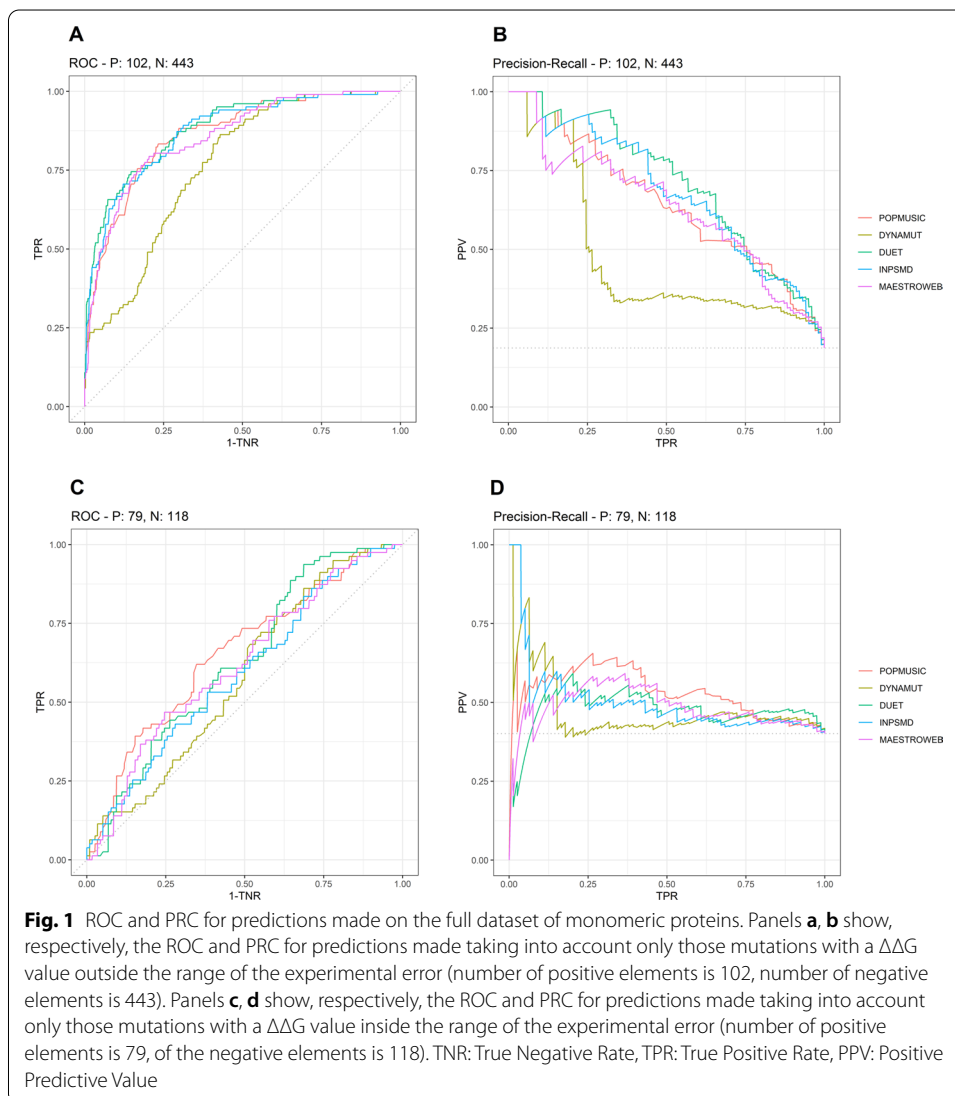 A
ROC - P: 102, N: 443
1.00
0.75
0.50
0.25
0.00
TPR
0.00 0.25 0.50 0.75 1.00
1-TNR
B
Precision-Recall - P: 102, N: 443
1.00
0.75
0.50
0.25
0.00
PPV
0.00 0.25 0.50 0.75 1.00
TPR
POPMUSIC
DYNAMUT
DUET
INPSMD
MAESTROWEB
C
ROC - P: 79, N: 118
1.00
0.75
0.50
0.25
0.00
TPR
0.00 0.25 0.50 0.75 1.00
1-TNR
D
Precision-Recall - P: 79, N: 118
1.00
0.75
0.50
0.25
0.00
PPV
0.00 0.25 0.50 0.75 1.00
TPR
POPMUSIC
DYNAMUT
DUET
INPSMD
MAESTROWEB
Fig. 1 ROC and PRC for predictions made on the full dataset of monomeric proteins. Panels a, b show,
respectively, the ROC and PRC for predictions made taking into account only those mutations with a ΔΔG
value outside the range of the experimental error (number of positive elements is 102, number of negative
elements is 443). Panels c, d show, respectively, the ROC and PRC for predictions made taking into account
only those mutations with a ΔΔG value inside the range of the experimental error (number of positive
elements is 79, of the negative elements is 118). TNR: True Negative Rate, TPR: True Positive Rate, PPV: Positive
Predictive Value